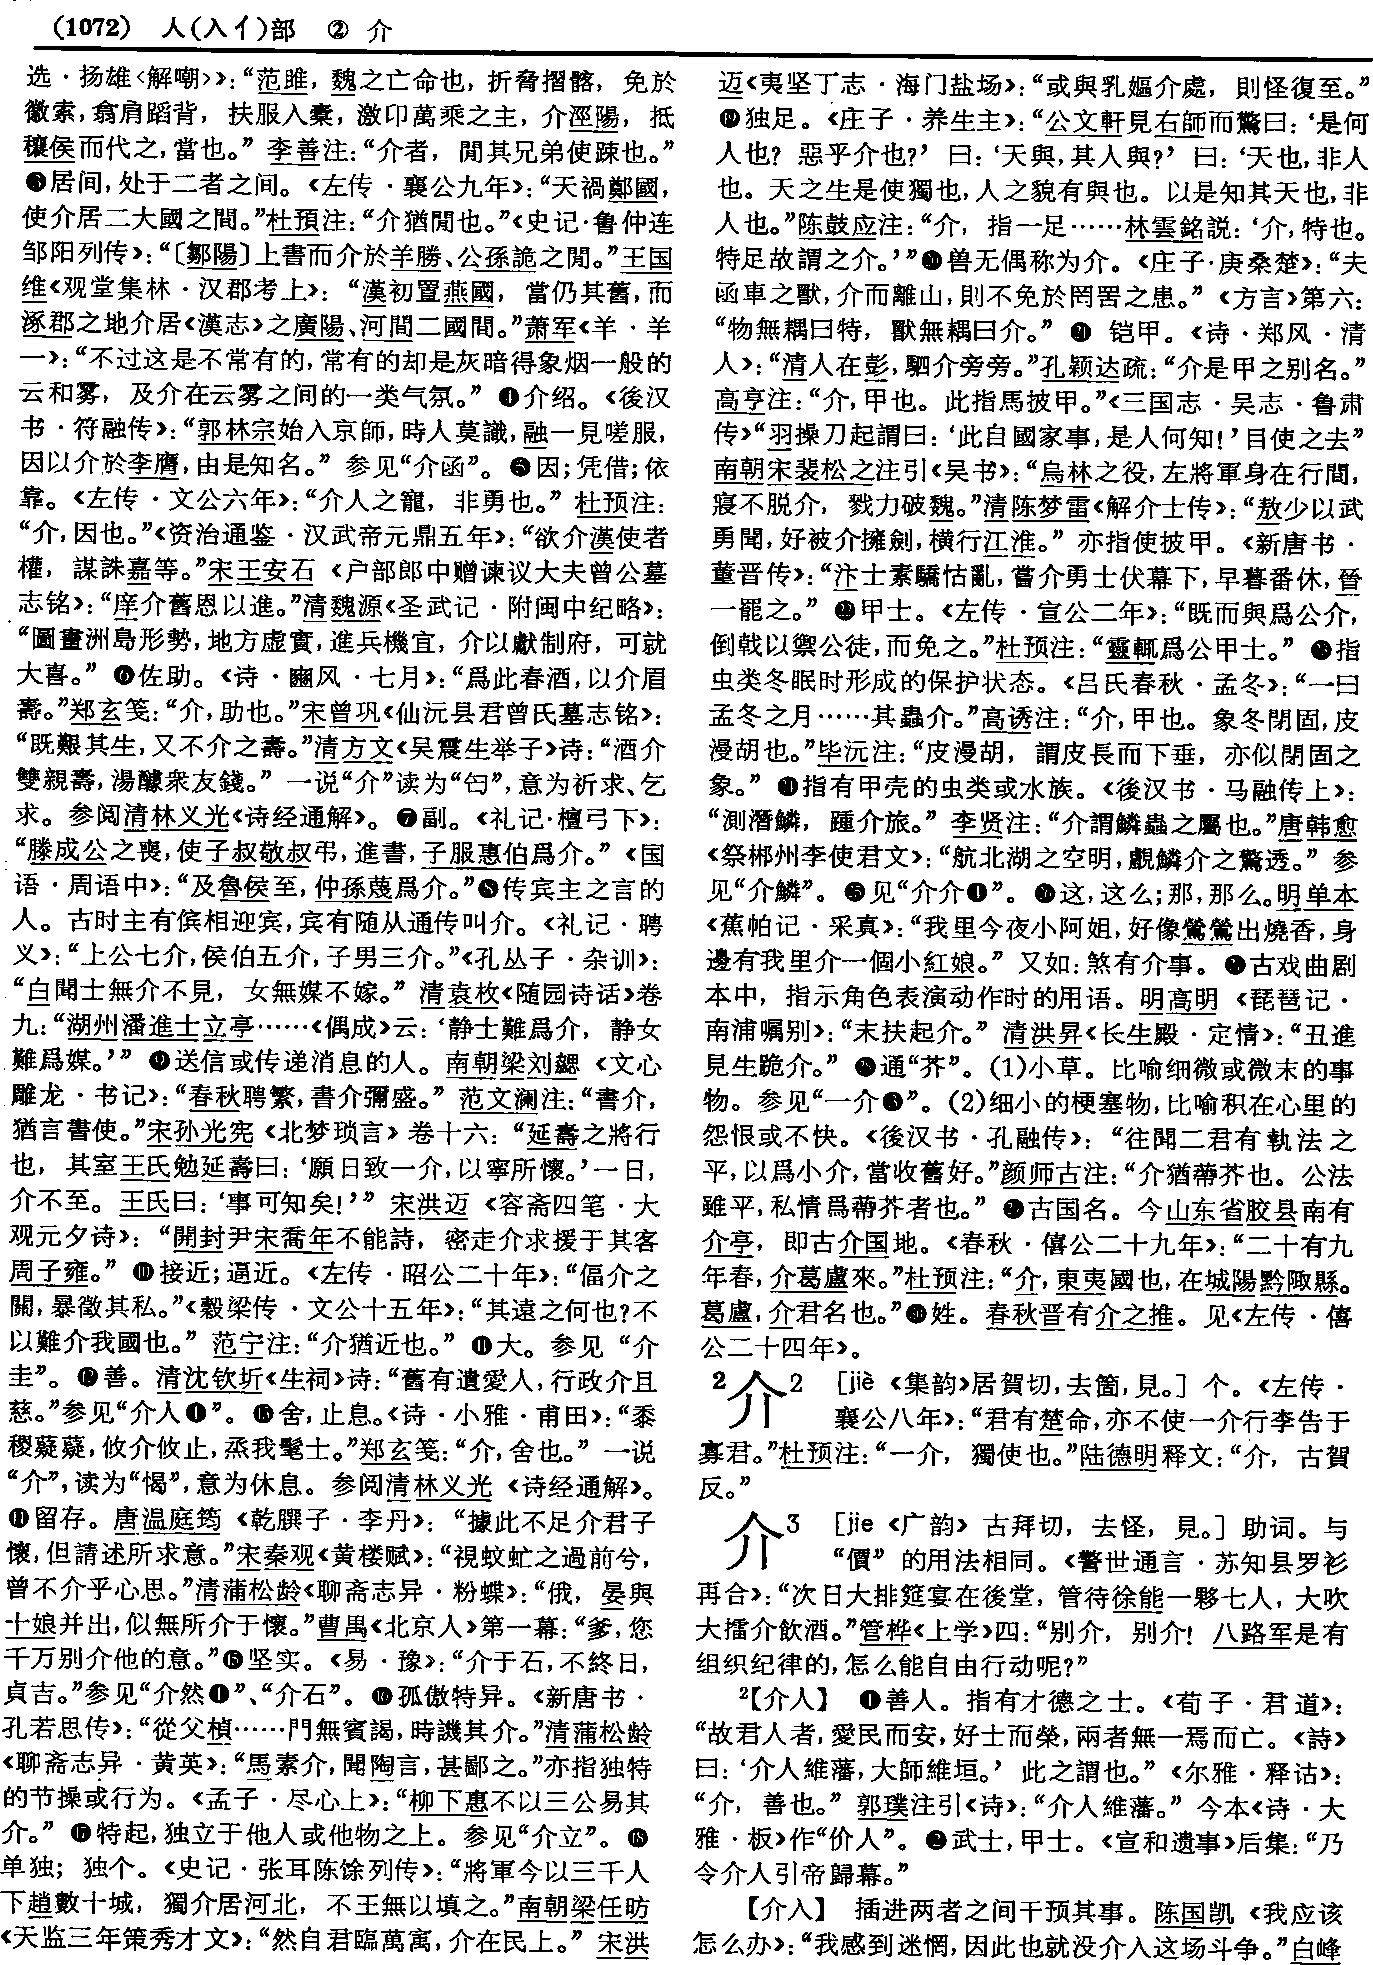 (1072) 人(入亻)部 ② 介
选·扬雄《解嘲》》：“范雎，魏之亡命也，折脅摺髂，免於
徽索，翕肩蹈背，扶服入橐，激卬萬乘之主，介涇陽，抵
穰侯而代之，當也。”李善注：“介者，閒其兄弟使踈也。”
❸居间，处于二者之间。《左传·襄公九年》：“天禍鄭國，
使介居二大國之間。”杜預注：“介猶閒也。”《史记·鲁仲连
邹阳列传》：“〔鄒陽〕上書而介於羊勝、公孫詭之閒。”王国
维《观堂集林·汉郡考上》：“漢初置燕國，當仍其舊，而
涿郡之地介居《漢志》之廣陽、河間二國間。”萧军《羊·羊
一》：“不过这是不常有的，常有的却是灰暗得象烟一般的
云和雾，及介在云雾之间的一类气氛。”❹介绍。《後汉
书·符融传》：“郭林宗始入京師，時人莫識，融一見嗟服，
因以介於李膺，由是知名。”参见“介函”。❺因；凭借；依
靠。《左传·文公六年》：“介人之寵，非勇也。”杜预注：
“介，因也。”《资治通鉴·汉武帝元鼎五年》：“欲介漢使者
權，謀誅嘉等。”宋王安石《户部郎中赠谏议大夫曾公墓
志铭》：“庠介舊恩以進。”清魏源《圣武记·附闽中纪略》：
“圖畫洲島形勢，地方虚實，進兵機宜，介以獻制府，可就
大喜。”❻佐助。《诗·豳风·七月》：“爲此春酒，以介眉
壽。”郑玄笺：“介，助也。”宋曾巩《仙沅县君曾氏墓志铭》：
“既艱其生，又不介之壽。”清方文《吴震生举子》诗：“酒介
雙親壽，湯醵衆友錢。”一说“介”读为“匄”，意为祈求、乞
求。参阅清林义光《诗经通解》。❼副。《礼记·檀弓下》：
“滕成公之喪，使子叔敬叔弔，進書，子服惠伯爲介。”《国
语·周语中》：“及魯侯至，仲孫蔑爲介。”❽传宾主之言的
人。古时主有傧相迎宾，宾有随从通传叫介。《礼记·聘
义》：“上公七介，侯伯五介，子男三介。”《孔丛子·杂训》：
“白聞士無介不見，女無媒不嫁。”清袁枚《随园诗话》卷
九：“湖州潘進士立亭……《偶成》云：‘静士難爲介，静女
難爲媒。’”❾送信或传递消息的人。南朝梁刘勰《文心
雕龙·书记》：“春秋聘繁，書介彌盛。”范文澜注：“書介，
猶言書使。”宋孙光宪《北梦琐言》卷十六：“延壽之將行
也，其室王氏勉延壽曰：‘願日致一介，以寧所懷。’一日，
介不至。王氏曰：‘事可知矣！’”宋洪迈《容斋四笔·大
观元夕诗》：“開封尹宋喬年不能詩，密走介求援于其客
周子雍。”❿接近；逼近。《左传·昭公二十年》：“偪介之
關，暴徵其私。”《穀梁传·文公十五年》：“其遠之何也？不
以難介我國也。”范宁注：“介猶近也。”⓫大。参见“介
圭”。⓬善。清沈钦圻《生祠》诗：“舊有遺愛人，行政介且
慈。”参见“介人❶”。⓭舍，止息。《诗·小雅·甫田》：“黍
稷薿薿，攸介攸止，烝我髦士。”郑玄笺：“介，舍也。”一说
“介”，读为“愒”，意为休息。参阅清林义光《诗经通解》。
⓮留存。唐温庭筠《乾𦠆子·李丹》：“據此不足介君子
懷，但請述所求意。”宋秦观《黄楼赋》：“視蚊虻之過前兮，
曾不介乎心思。”清蒲松龄《聊斋志异·粉蝶》：“俄，晏與
十娘并出，似無所介于懷。”曹禺《北京人》第一幕：“爹，您
千万别介他的意。”⓯坚实。《易·豫》：“介于石，不終日，
貞吉。”参见“介然❶”、“介石”。⓰孤傲特异。《新唐书·
孔若思传》：“從父楨……門無賓謁，時譏其介。”清蒲松龄
《聊斋志异·黄英》：“馬素介，聞陶言，甚鄙之。”亦指独特
的节操或行为。《孟子·尽心上》：“柳下惠不以三公易其
介。”⓱特起，独立于他人或他物之上。参见“介立”。⓲
单独；独个。《史记·张耳陈馀列传》：“將軍今以三千人
下趙數十城，獨介居河北，不王無以填之。”南朝梁任昉
《天监三年策秀才文》：“然自君臨萬寓，介在民上。”宋洪
迈《夷坚丁志·海门盐场》：“或與乳嫗介處，則怪復至。”
⓳独足。《庄子·养生主》：“公文軒見右師而驚曰：‘是何
人也？惡乎介也？’曰：‘天與，其人與？’曰：‘天也，非人
也。天之生是使獨也，人之貌有與也。以是知其天也，非
人也。”陈鼓应注：“介，指一足……林雲銘説：‘介，特也。
特足故謂之介。’”⓴兽无偶称为介。《庄子·庚桑楚》：“夫
函車之獸，介而離山，則不免於罔罟之患。”《方言》第六：
“物無耦曰特，獸無耦曰介。”㉑铠甲。《诗·郑风·清
人》：“清人在彭，駟介旁旁。”孔颖达疏：“介是甲之别名。”
高亨注：“介，甲也。此指馬披甲。”《三国志·吴志·鲁肃
传》“羽操刀起謂曰：‘此自國家事，是人何知！’目使之去”
南朝宋裴松之注引《吴书》：“烏林之役，左將軍身在行間，
寢不脱介，戮力破魏。”清陈梦雷《解介士传》：“敖少以武
勇聞，好被介擁劍，横行江淮。”亦指使披甲。《新唐书·
董晋传》：“汴士素驕怙亂，嘗介勇士伏幕下，早暮番休，晉
一罷之。”㉒甲士。《左传·宣公二年》：“既而與爲公介，
倒戟以禦公徒，而免之。”杜预注：“靈輒爲公甲士。”㉓指
虫类冬眠时形成的保护状态。《吕氏春秋·孟冬》：“一曰
孟冬之月……其蟲介。”高诱注：“介，甲也。象冬閉固，皮
漫胡也。”毕沅注：“皮漫胡，謂皮長而下垂，亦似閉固之
象。”㉔指有甲壳的虫类或水族。《後汉书·马融传上》：
“測潛鱗，踵介旅。”李贤注：“介謂鱗蟲之屬也。”唐韩愈
《祭郴州李使君文》：“航北湖之空明，覰鱗介之驚透。”参
见“介鱗”。㉕见“介介❶”。㉖这，这么；那，那么。明单本
《蕉帕记·采真》：“我里今夜小阿姐，好像鶯鶯出燒香，身
邊有我里介一個小紅娘。”又如：煞有介事。㉗古戏曲剧
本中，指示角色表演动作时的用语。明高明《琵琶记·
南浦嘱别》：“末扶起介。”清洪昇《长生殿·定情》：“丑進
見生跪介。”㉘通“芥”。(1)小草。比喻细微或微末的事
物。参见“一介❸”。(2)细小的梗塞物，比喻积在心里的
怨恨或不快。《後汉书·孔融传》：“往聞二君有執法之
平，以爲小介，當收舊好。”颜师古注：“介猶蔕芥也。公法
雖平，私情爲蔕芥者也。”㉙古国名。今山东省胶县南有
介亭，即古介国地。《春秋·僖公二十九年》：“二十有九
年春，介葛盧來。”杜预注：“介，東夷國也，在城陽黔陬縣。
葛盧，介君名也。”㉚姓。春秋晋有介之推。见《左传·僖
公二十四年》。
²介2 [jiè《集韵》居賀切，去箇，見。]个。《左传·
襄公八年》：“君有楚命，亦不使一介行李告于
寡君。”杜预注：“一介，獨使也。”陆德明释文：“介，古賀
反。”
介3 [jie《广韵》古拜切，去怪，見。]助词。与
“價”的用法相同。《警世通言·苏知县罗衫
再合》：“次日大排筵宴在後堂，管待徐能一夥七人，大吹
大擂介飲酒。”管桦《上学》四：“别介，别介！八路军是有
组织纪律的，怎么能自由行动呢？”
²【介人】 ❶善人。指有才德之士。《荀子·君道》：
“故君人者，愛民而安，好士而榮，兩者無一焉而亡。《詩》
曰：‘介人維藩，大師維垣。’此之謂也。”《尔雅·释诂》：
“介，善也。”郭璞注引《诗》：“介人維藩。”今本《诗·大
雅·板》作“价人”。❷武士，甲士。《宣和遗事》后集：“乃
令介人引帝歸幕。”
【介入】 插进两者之间干预其事。陈国凯《我应该
怎么办》：“我感到迷惘，因此也就没介入这场斗争。”白峰